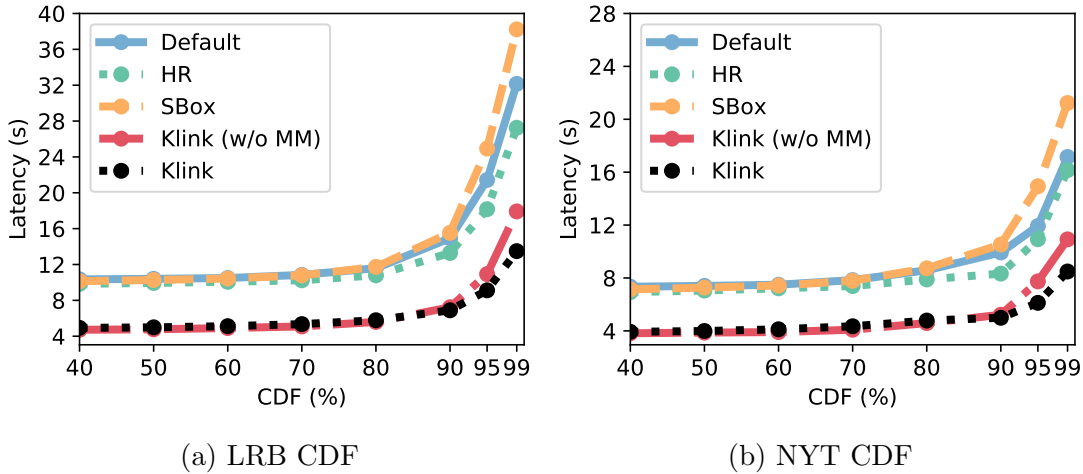 40
36
32
28
24
20
16
12
8
4
Latency (s)
Default
HR
SBox
Klink (w/o MM)
Klink
40 50 60 70 80 90 95 99
CDF (%)
(a) LRB CDF
28
24
20
16
12
8
4
Latency (s)
Default
HR
SBox
Klink (w/o MM)
Klink
40 50 60 70 80 90 95 99
CDF (%)
(b) NYT CDF